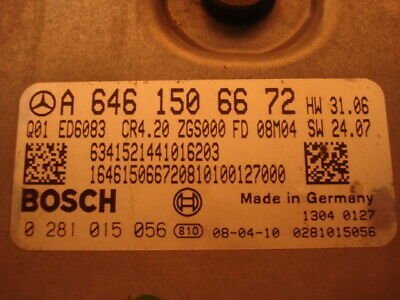 A 646 150 66 72 HW 31.06
Q01 ED6083 CR4.20 ZGS000 FD 08M04 SW 24.07
6341521441016203
164615066720810100127000
BOSCH
Made in Germany
1304 0127
0 281 015 056 810 08-04-10 0281015056